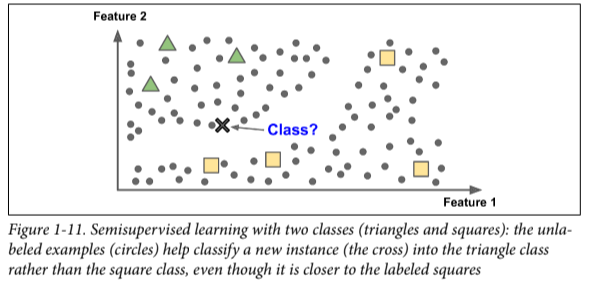 Feature 2
Class?
Feature 1
Figure 1-11. Semisupervised learning with two classes (triangles and squares): the unla-
beled examples (circles) help classify a new instance (the cross) into the triangle class
rather than the square class, even though it is closer to the labeled squares